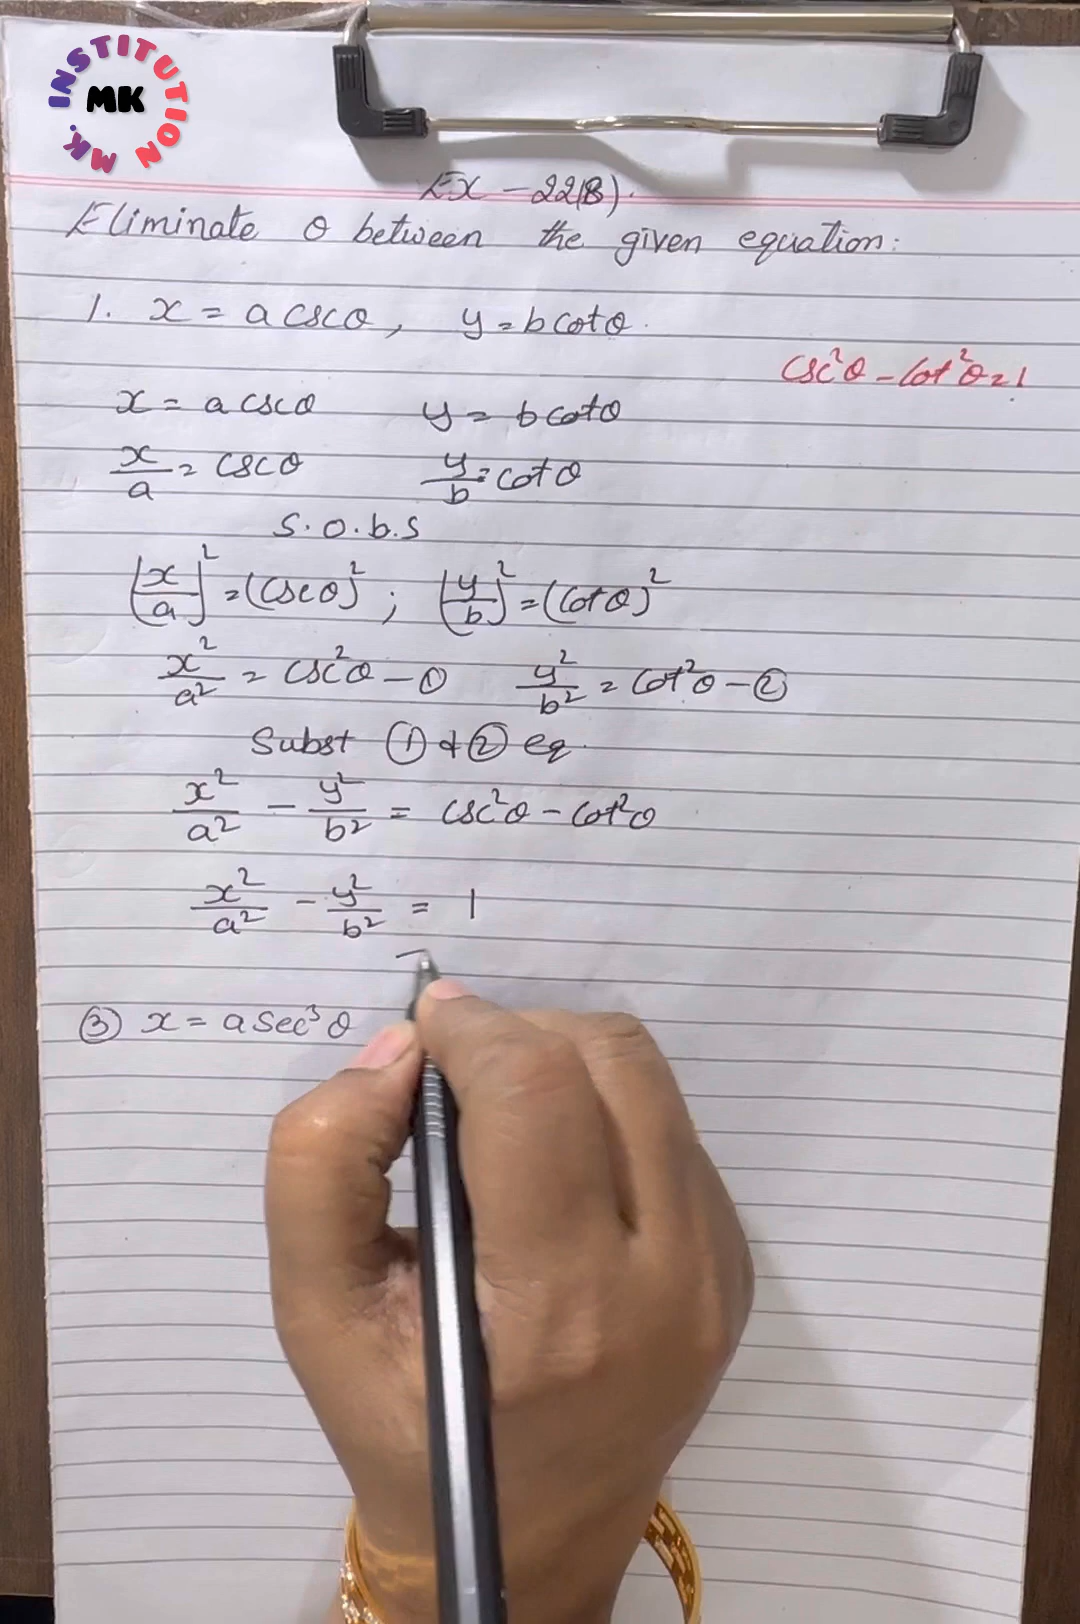 MK. INSTITUTION
MK
Ex - 22(B).
Eliminate θ between the given equation:
1. x = a cscθ, y = b cotθ.
csc²θ - cot²θ = 1
x = a cscθ y = b cotθ
x/a = cscθ y/b = cotθ
S.O.b.S
(x/a)² = (cscθ)² ; (y/b)² = (cotθ)²
x²/a² = csc²θ - ① y²/b² = cot²θ - ②
Subst ① & ② eq.
x²/a² - y²/b² = csc²θ - cot²θ
x²/a² - y²/b² = 1
③ x = a sec³θ